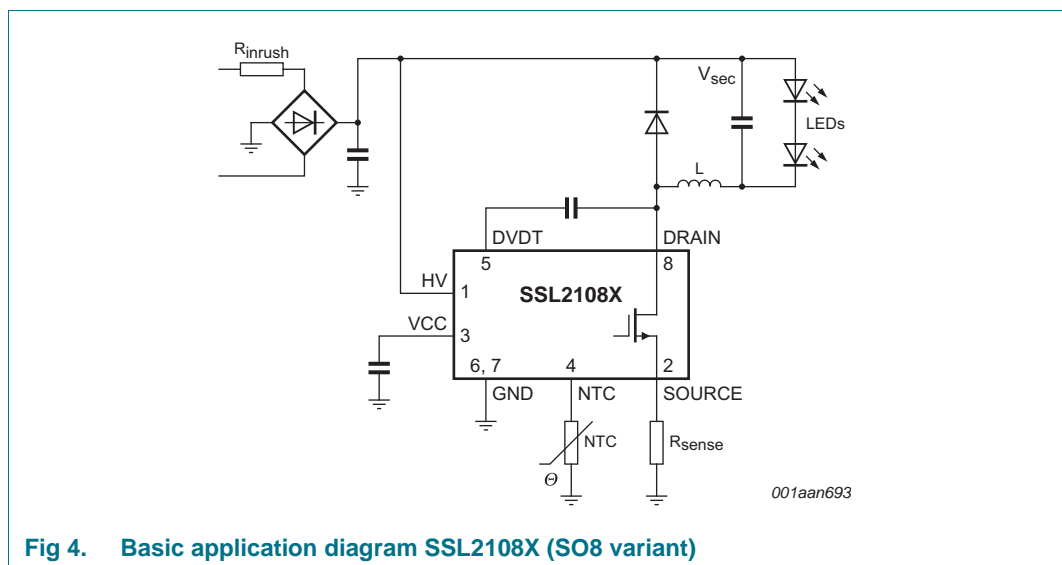 Rinrush
Vsec
LEDs
L
DVDT
DRAIN
5
8
HV
1
SSL2108X
VCC
3
6, 7
4
2
GND
NTC
SOURCE
NTC
Rsense
Θ
001aan693
Fig 4. Basic application diagram SSL2108X (SO8 variant)